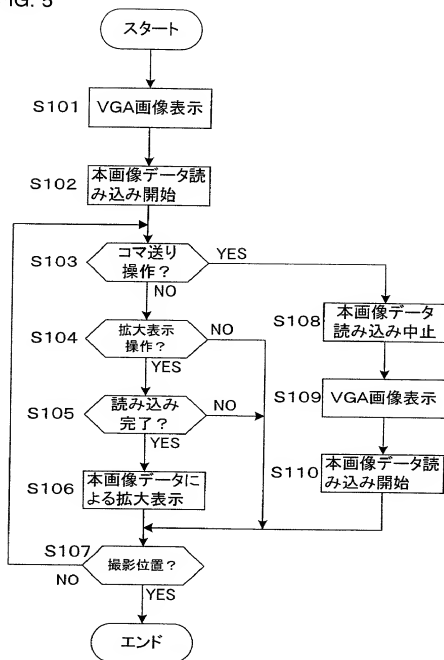 IG. 5
スタート
S101
VGA画像表示
S102
本画像データ読
み込み開始
S103
コマ送り
操作?
YES
NO
S104
拡大表示
操作?
NO
YES
S105
読み込み
完了?
NO
YES
S106
本画像データに
よる拡大表示
S108
本画像データ
読み込み中止
S109
VGA画像表示
S110
本画像データ読
み込み開始
S107
撮影位置?
NO
YES
エンド